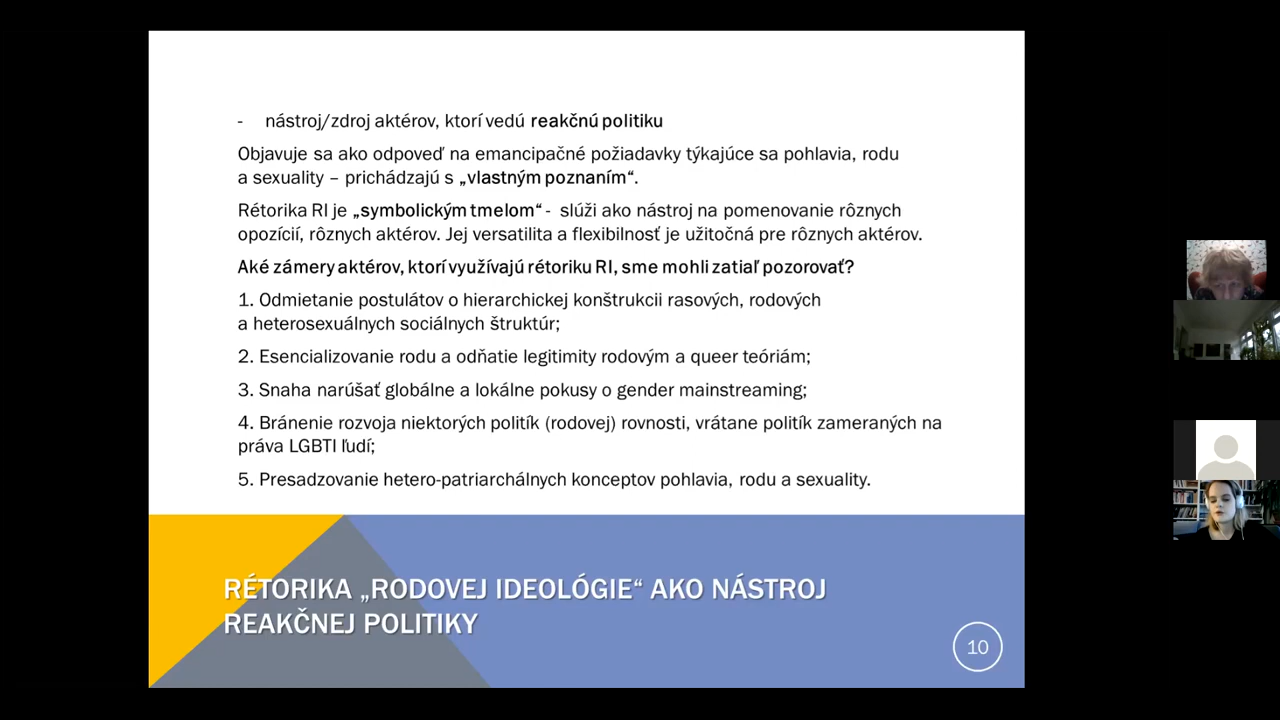 - nástroj/zdroj aktérov, ktorí vedú reakčnú politiku
Objavuje sa ako odpoveď na emancipačné požiadavky týkajúce sa pohlavia, rodu
a sexuality – prichádzajú s „vlastným poznaním“.
Rétorika RI je „symbolickým tmelom“ - slúži ako nástroj na pomenovanie rôznych
opozícií, rôznych aktérov. Jej versatilita a flexibilnosť je užitočná pre rôznych aktérov.
Aké zámery aktérov, ktorí využívajú rétoriku RI, sme mohli zatiaľ pozorovať?
1. Odmietanie postulátov o hierarchickej konštrukcii rasových, rodových
a heterosexuálnych sociálnych štruktúr;
2. Esencializovanie rodu a odňatie legitimity rodovým a queer teóriám;
3. Snaha narúšať globálne a lokálne pokusy o gender mainstreaming;
4. Bránenie rozvoja niektorých politík (rodovej) rovnosti, vrátane politík zameraných na
práva LGBTI ľudí;
5. Presadzovanie hetero-patriarchálnych konceptov pohlavia, rodu a sexuality.
RÉTORIKA „RODOVEJ IDEOLÓGIE“ AKO NÁSTROJ
REAKČNEJ POLITIKY
10